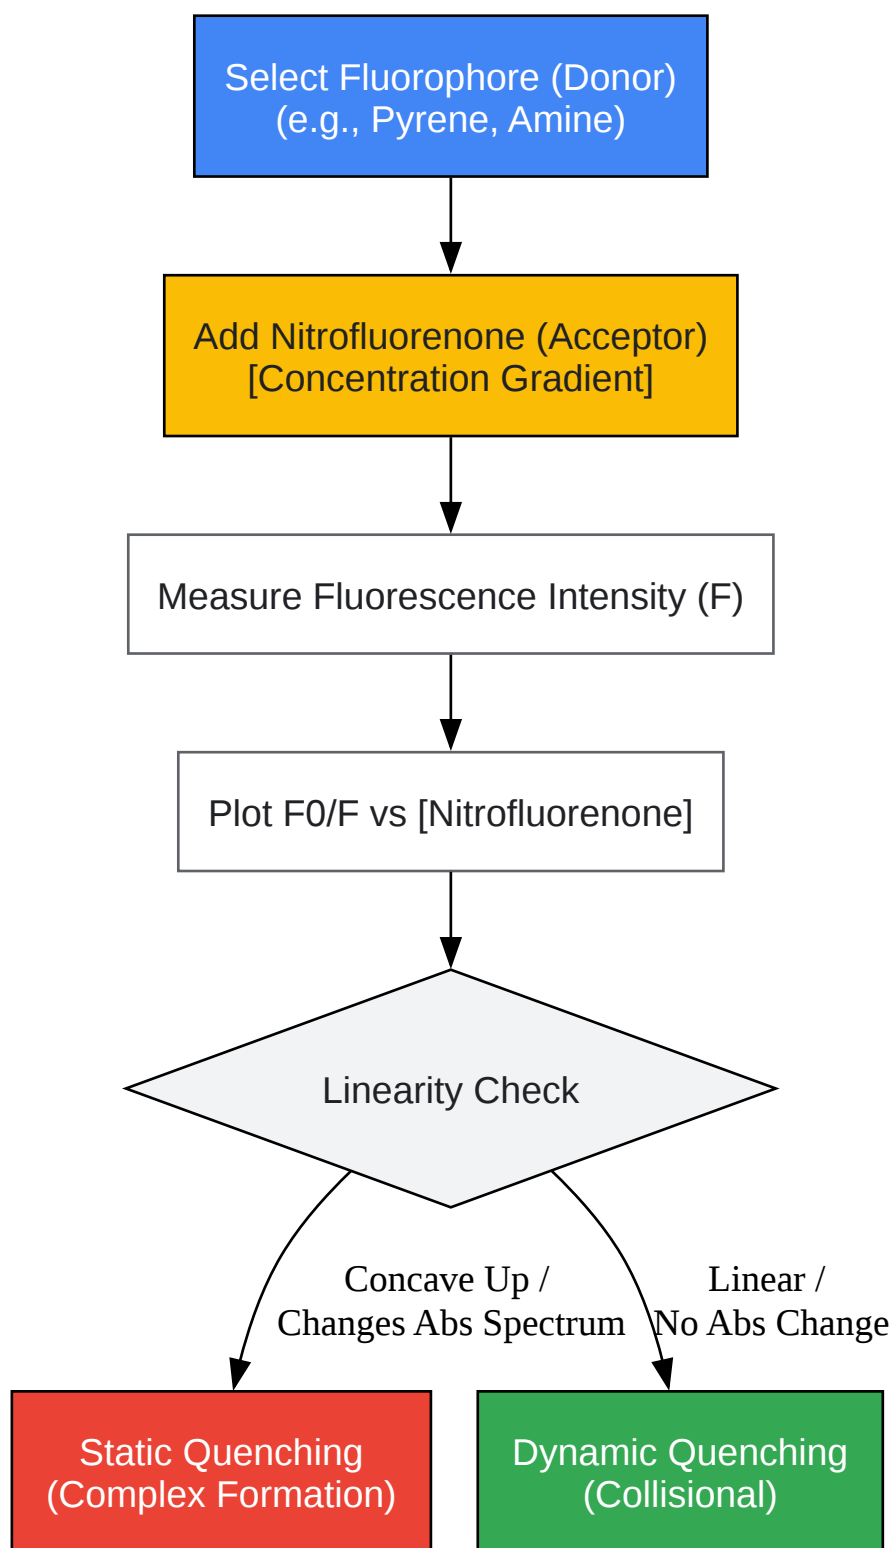 Select Fluorophore (Donor)
(e.g., Pyrene, Amine)
Add Nitrofluorenone (Acceptor)
[Concentration Gradient]
Measure Fluorescence Intensity (F)
Plot F0/F vs [Nitrofluorenone]
Linearity Check
Concave Up /
Changes Abs Spectrum
Linear /
No Abs Change
Static Quenching
(Complex Formation)
Dynamic Quenching
(Collisional)